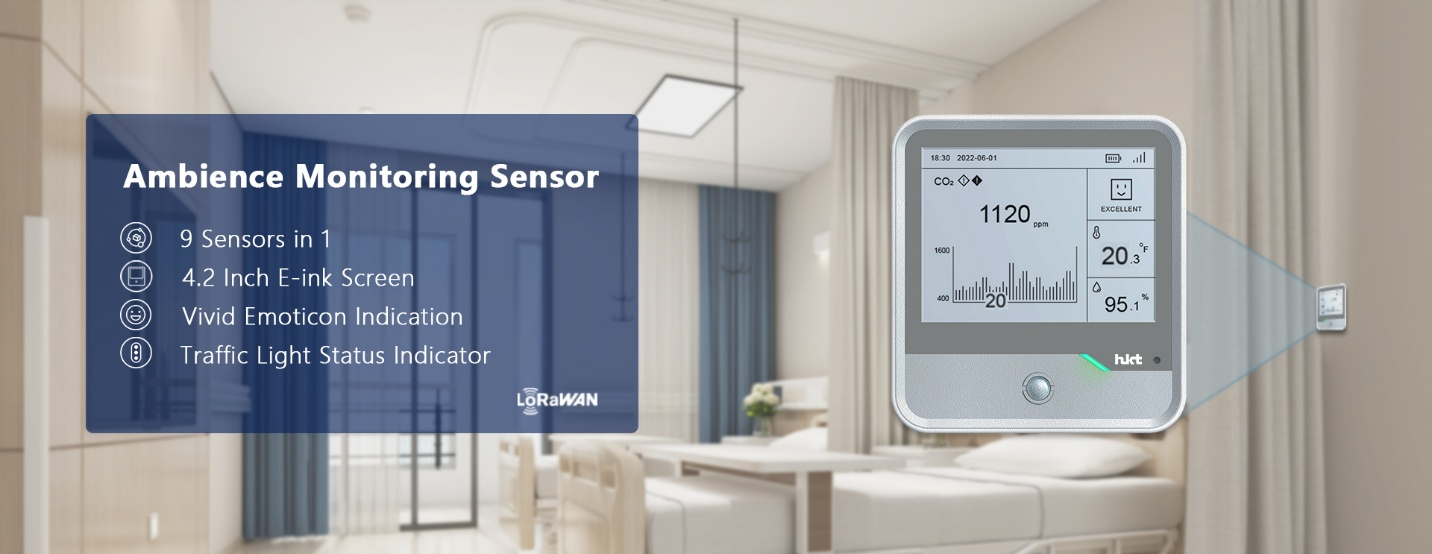 Ambience Monitoring Sensor
9 Sensors in 1
4.2 Inch E-ink Screen
Vivid Emoticon Indication
Traffic Light Status Indicator
LoRaWAN
18:30 2022-06-01
CO₂
1120 ppm
1600
400
20
EXCELLENT
20.3 °F
95.1 %
hkt